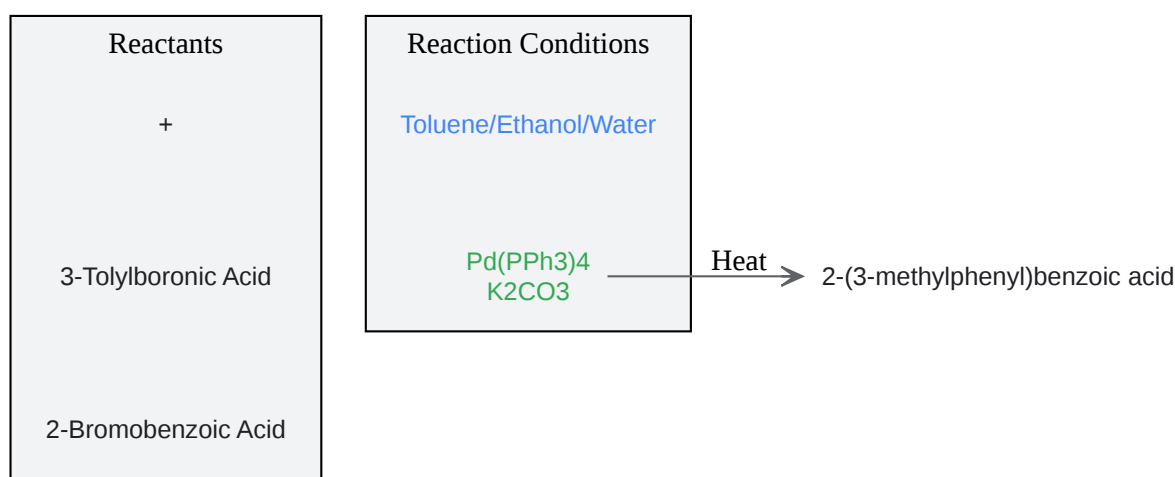 Reactants
+
3-Tolylboronic Acid
2-Bromobenzoic Acid
Reaction Conditions
Toluene/Ethanol/Water
Pd(PPh3)4
K2CO3
Heat
2-(3-methylphenyl)benzoic acid